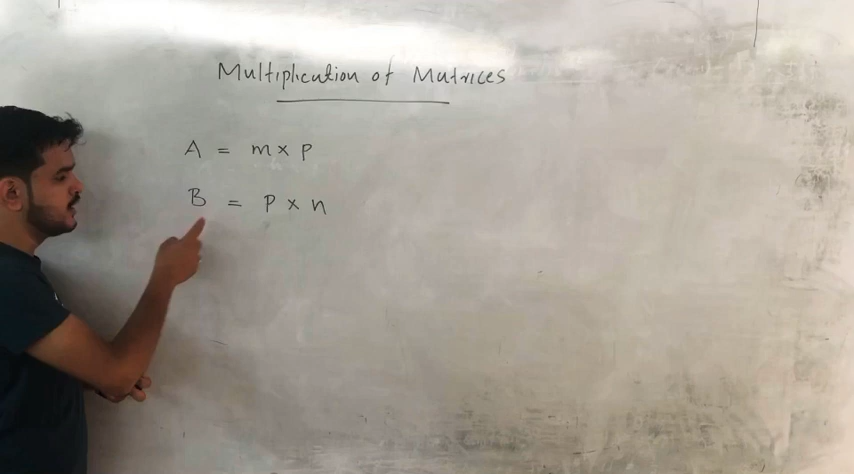 Multiplication of Matrices
A = m × p
B = p × n